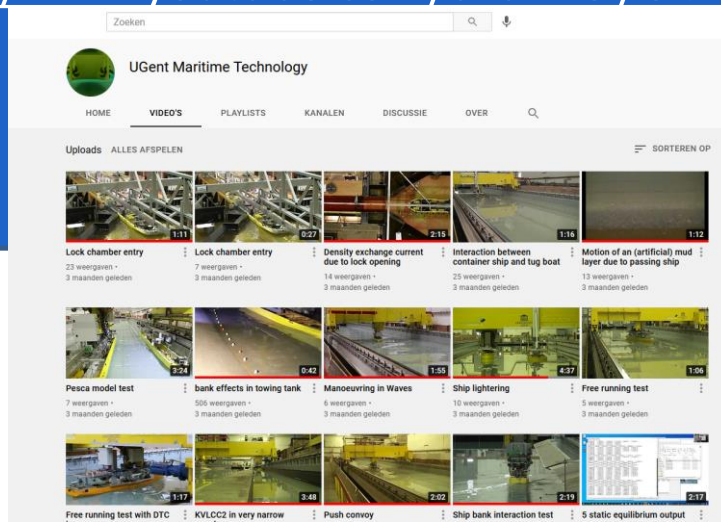 Zoeken
UGent Maritime Technology
HOME VIDEO'S PLAYLISTS KANALEN DISCUSSIE OVER
Uploads ALLES AFSPELEN SORTEREN OP
1:11 0:27 2:15 1:16 1:12
Lock chamber entry
23 weergaven •
3 maanden geleden
Lock chamber entry
7 weergaven •
3 maanden geleden
Density exchange current
due to lock opening
14 weergaven •
3 maanden geleden
Interaction between
container ship and tug boat
25 weergaven •
3 maanden geleden
Motion of an (artificial) mud
layer due to passing ship
13 weergaven •
3 maanden geleden
3:24 0:42 1:55 4:37 1:06
Pesca model test
7 weergaven •
3 maanden geleden
bank effects in towing tank
506 weergaven •
3 maanden geleden
Manoeuvring in Waves
6 weergaven •
3 maanden geleden
Ship lightering
10 weergaven •
3 maanden geleden
Free running test
5 weergaven •
3 maanden geleden
1:17 3:48 2:02 2:19 2:17
Free running test with DTC
KVLCC2 in very narrow
Push convoy
Ship bank interaction test
5 static equilibrium output